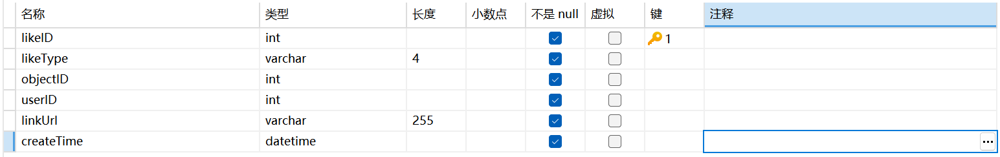 名称 类型 长度 小数点 不是 null 虚拟 键 注释
likeID int 1
likeType varchar 4
objectID int
userID int
linkUrl varchar 255
createTime datetime ...